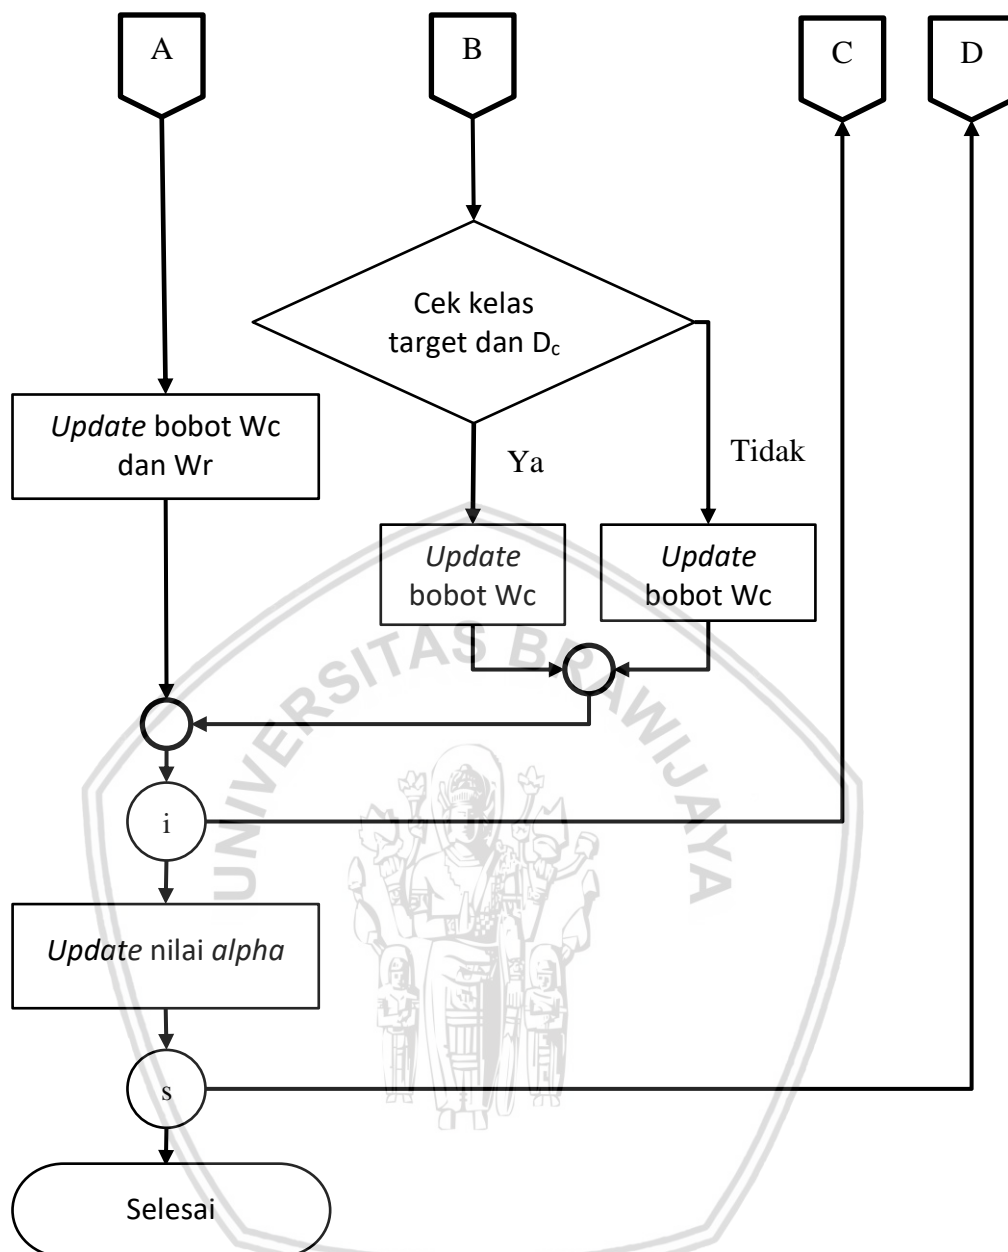 A
B
C
D
Cek kelas
target dan Dc
Update bobot Wc
dan Wr
Ya
Tidak
Update
bobot Wc
Update
bobot Wc
UNIVERSITAS BRAWIJAYA
i
Update nilai alpha
s
Selesai